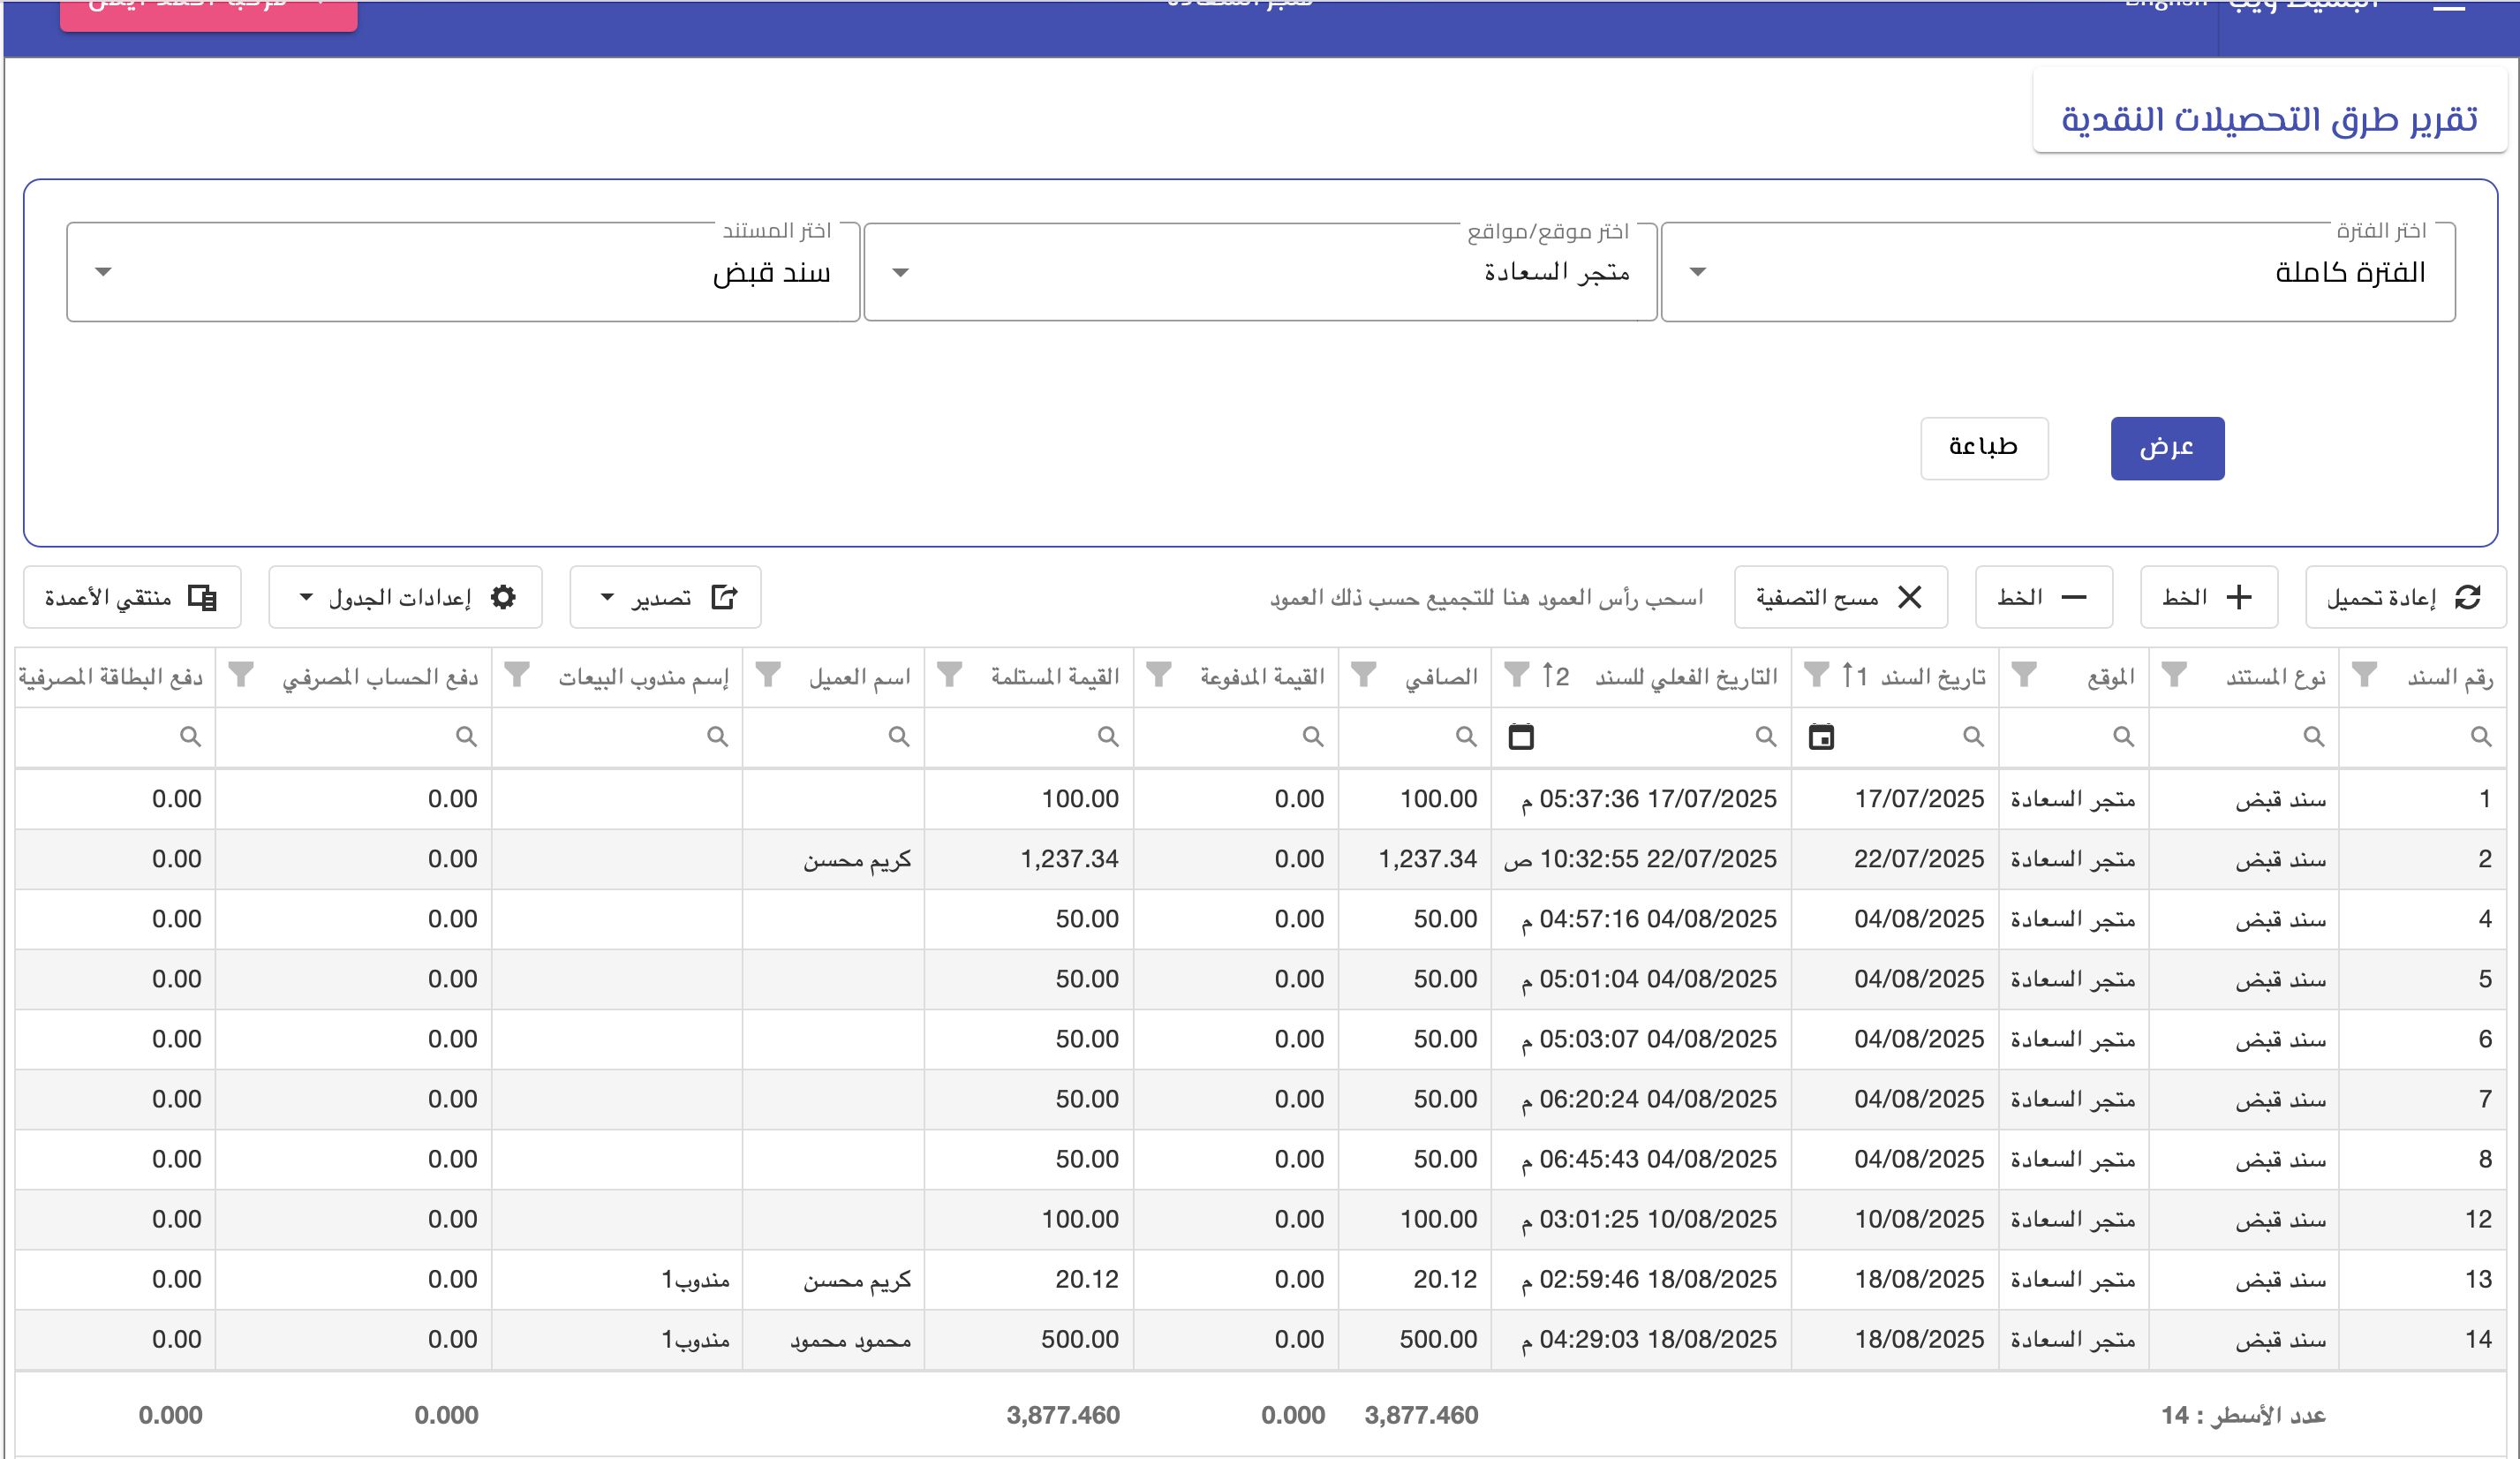 تقرير طرق التحصيلات النقدية
اختر الفترة اختر موقع/مواقع اختر المستند
الفترة كاملة متجر السعادة سند قبض
عرض طباعة
إعادة تحميل الخط الخط مسح التصفية اسحب رأس العمود هنا للتجميع حسب ذلك العمود تصدير إعدادات الجدول منتقي الأعمدة
رقم السند نوع المستند الموقع تاريخ السند 1 التاريخ الفعلي للسند 2 الصافي القيمة المدفوعة القيمة المستلمة اسم العميل إسم مندوب البيعات دفع الحساب المصرفي دفع البطاقة المصرفية
1 سند قبض متجر السعادة 17/07/2025 17/07/2025 05:37:36 م 100.00 0.00 100.00 0.00 0.00
2 سند قبض متجر السعادة 22/07/2025 22/07/2025 10:32:55 ص 1,237.34 0.00 1,237.34 كريم محسن 0.00 0.00
4 سند قبض متجر السعادة 04/08/2025 04/08/2025 04:57:16 م 50.00 0.00 50.00 0.00 0.00
5 سند قبض متجر السعادة 04/08/2025 04/08/2025 05:01:04 م 50.00 0.00 50.00 0.00 0.00
6 سند قبض متجر السعادة 04/08/2025 04/08/2025 05:03:07 م 50.00 0.00 50.00 0.00 0.00
7 سند قبض متجر السعادة 04/08/2025 04/08/2025 06:20:24 م 50.00 0.00 50.00 0.00 0.00
8 سند قبض متجر السعادة 04/08/2025 04/08/2025 06:45:43 م 50.00 0.00 50.00 0.00 0.00
12 سند قبض متجر السعادة 10/08/2025 10/08/2025 03:01:25 م 100.00 0.00 100.00 0.00 0.00
13 سند قبض متجر السعادة 18/08/2025 18/08/2025 02:59:46 م 20.12 0.00 20.12 كريم محسن مندوب1 0.00 0.00
14 سند قبض متجر السعادة 18/08/2025 18/08/2025 04:29:03 م 500.00 0.00 500.00 محمود محمود مندوب1 0.00 0.00
عدد الأسطر : 14 3,877.460 0.000 3,877.460 0.000 0.000